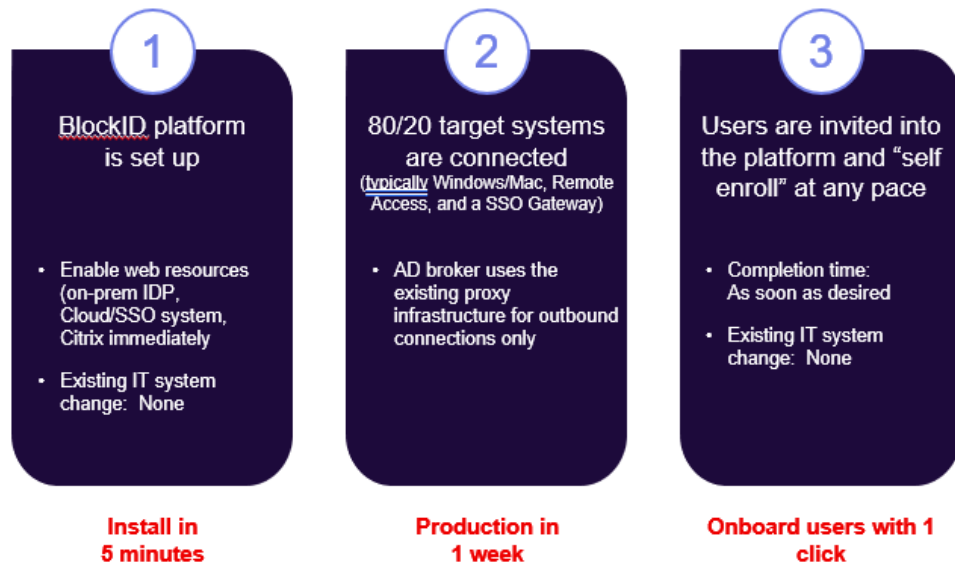 1
BlockID platform
is set up
• Enable web resources
(on-prem IDP,
Cloud/SSO system,
Citrix immediately
• Existing IT system
change: None
Install in
5 minutes
2
80/20 target systems
are connected
(typically Windows/Mac, Remote
Access, and a SSO Gateway)
• AD broker uses the
existing proxy
infrastructure for outbound
connections only
Production in
1 week
3
Users are invited into
the platform and “self
enroll” at any pace
• Completion time:
As soon as desired
• Existing IT system
change: None
Onboard users with 1
click